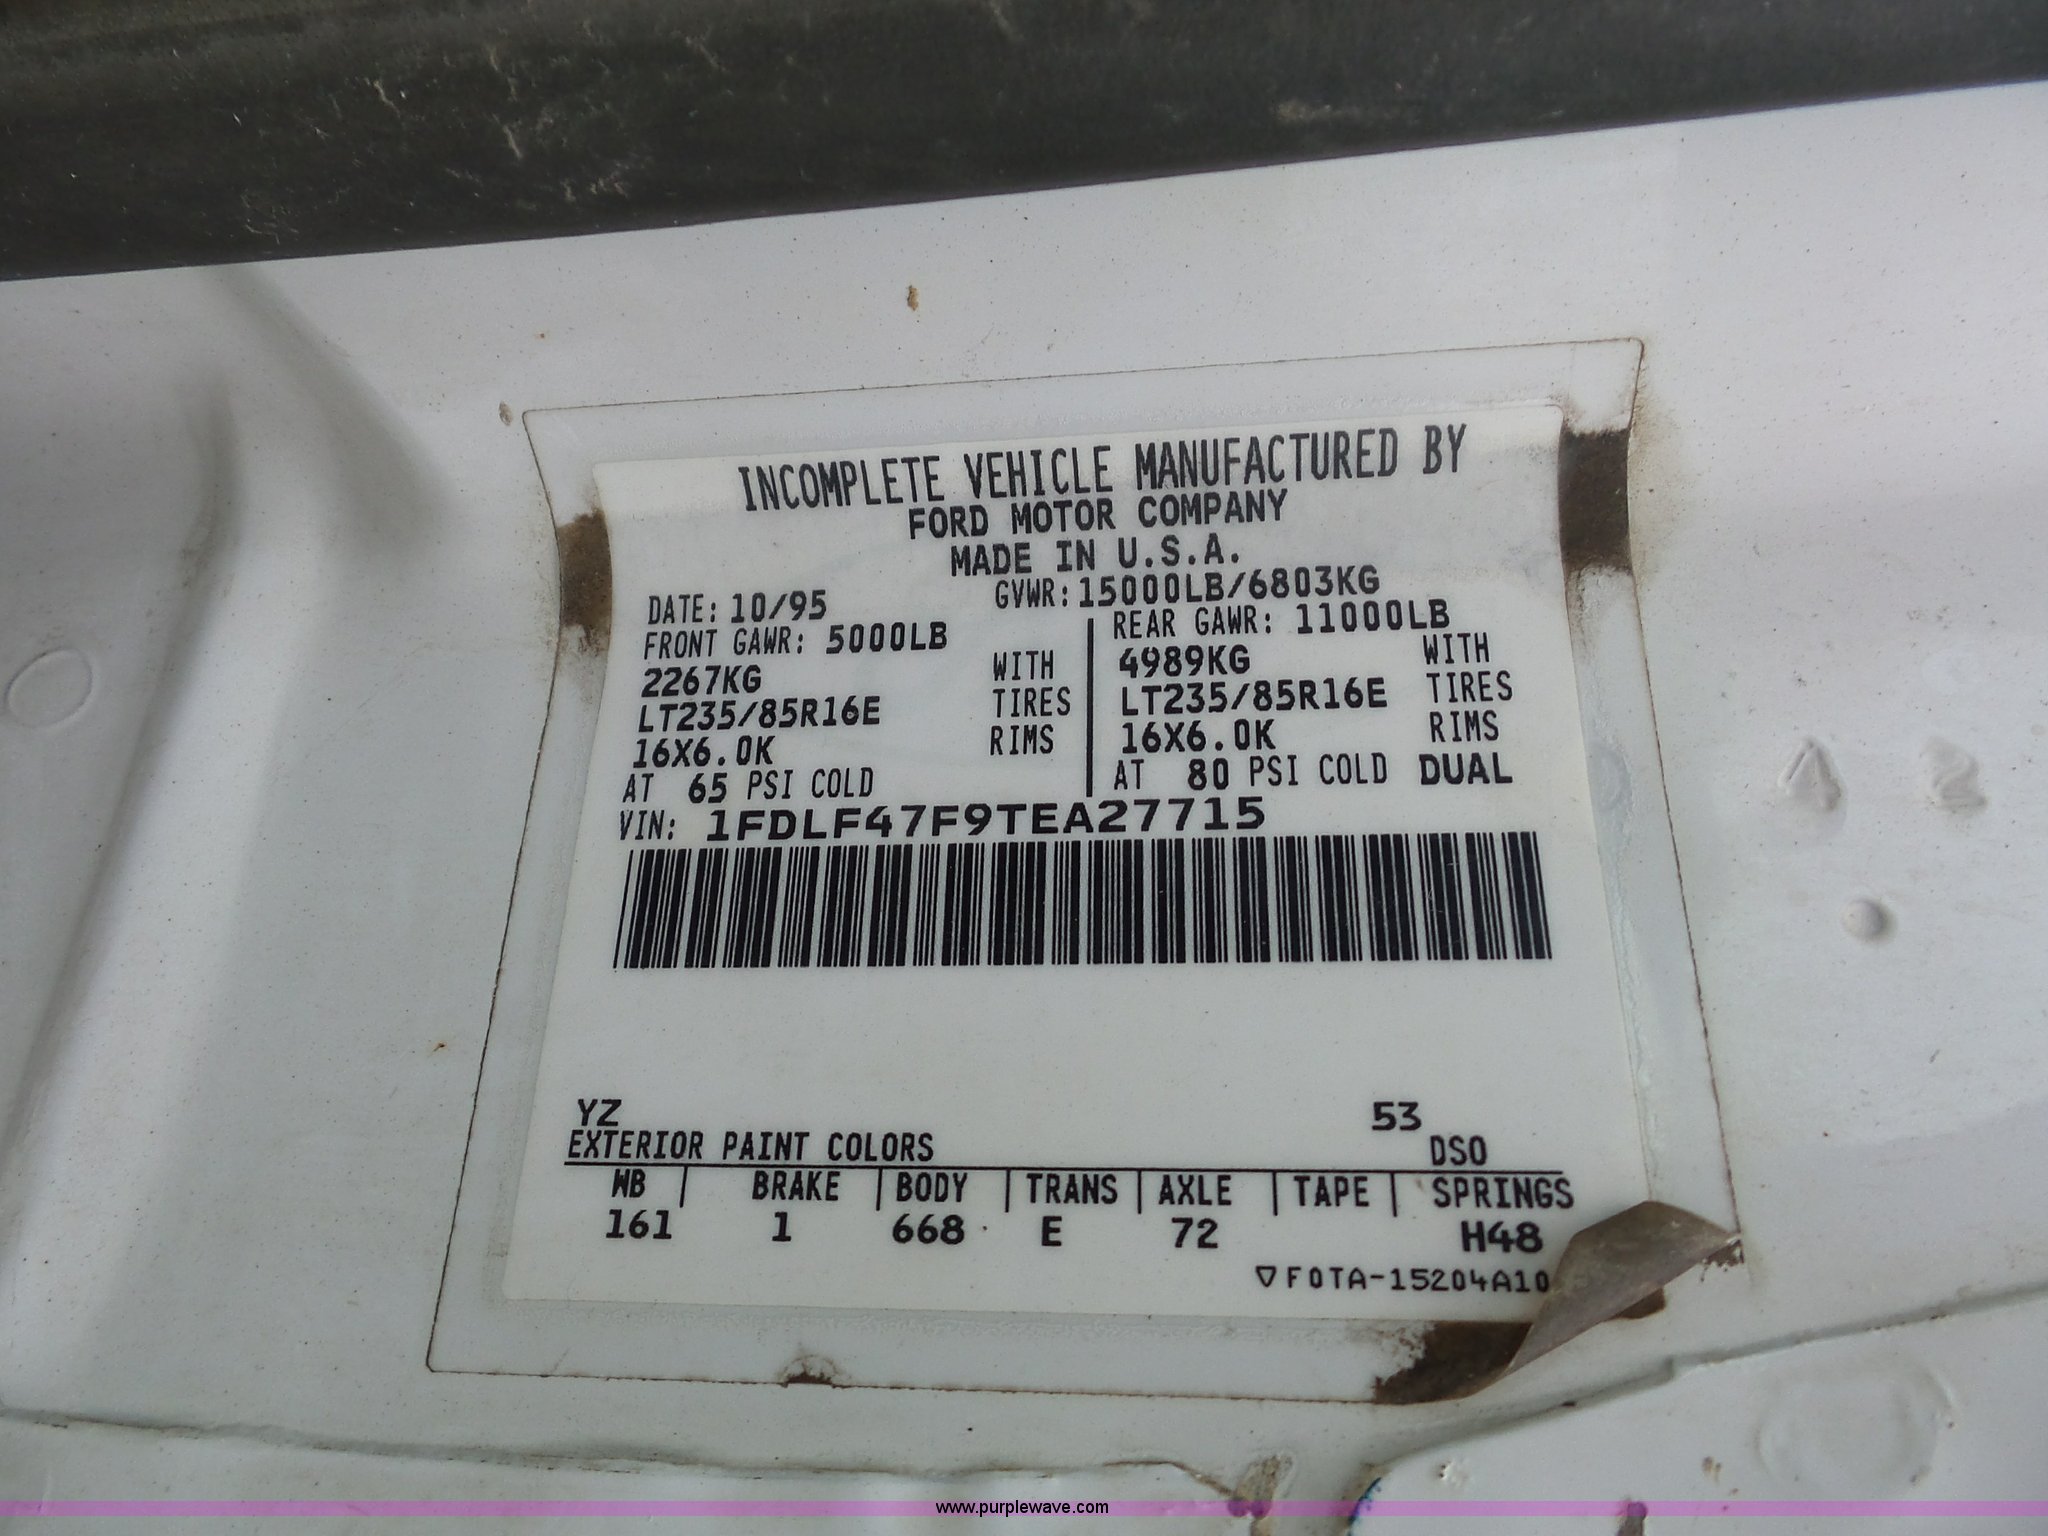 INCOMPLETE VEHICLE MANUFACTURED BY
FORD MOTOR COMPANY
MADE IN U.S.A.
DATE: 10/95 GVWR: 15000LB/6803KG
FRONT GAWR: 5000LB REAR GAWR: 11000LB
2267KG WITH 4989KG WITH
LT235/85R16E TIRES LT235/85R16E TIRES
16X6.0K RIMS 16X6.0K RIMS
AT 65 PSI COLD AT 80 PSI COLD DUAL
VIN: 1FDLF47F9TEA27715
YZ 53
EXTERIOR PAINT COLORS DSO
WB | BRAKE | BODY | TRANS | AXLE | TAPE | SPRINGS
161 1 668 E 72 H48
▽F0TA-15204A10
www.purplewave.com